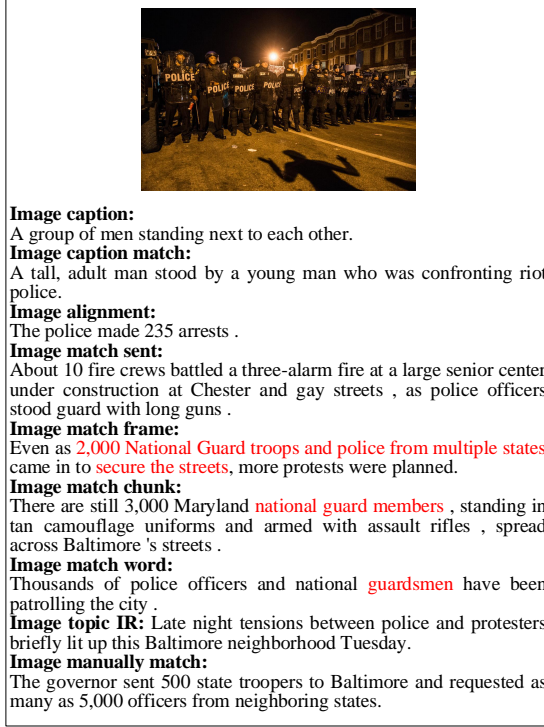 POLICE
POLICE
POLICE
POLICE
Image caption:
A group of men standing next to each other.
Image caption match:
A tall, adult man stood by a young man who was confronting riot
police.
Image alignment:
The police made 235 arrests .
Image match sent:
About 10 fire crews battled a three-alarm fire at a large senior center
under construction at Chester and gay streets , as police officers
stood guard with long guns .
Image match frame:
Even as 2,000 National Guard troops and police from multiple states
came in to secure the streets, more protests were planned.
Image match chunk:
There are still 3,000 Maryland national guard members , standing in
tan camouflage uniforms and armed with assault rifles , spread
across Baltimore 's streets .
Image match word:
Thousands of police officers and national guardsmen have been
patrolling the city .
Image topic IR: Late night tensions between police and protesters
briefly lit up this Baltimore neighborhood Tuesday.
Image manually match:
The governor sent 500 state troopers to Baltimore and requested as
many as 5,000 officers from neighboring states.